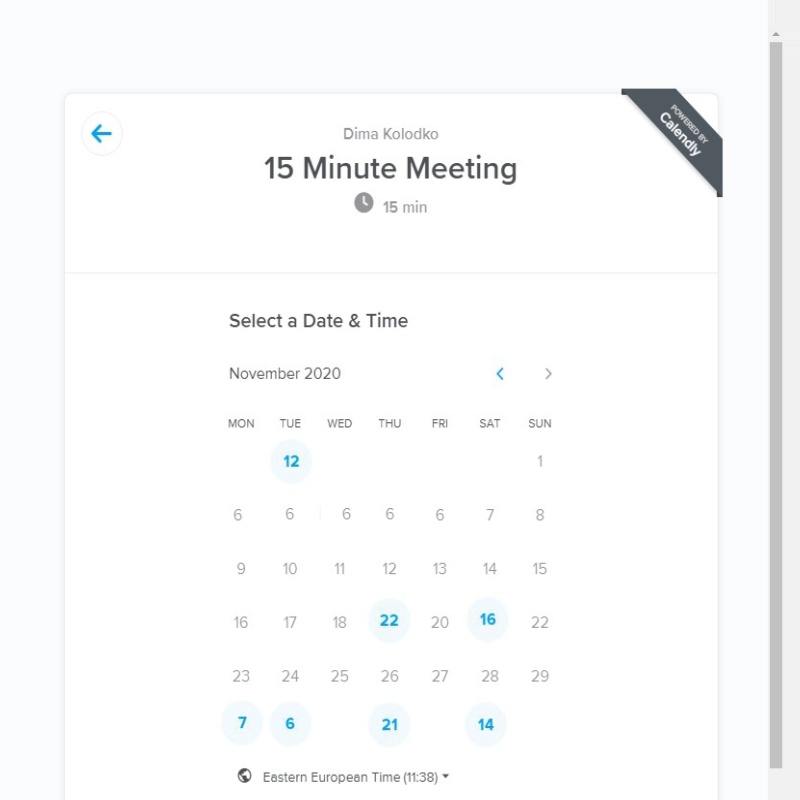 POWERED BY
Calendly
Dima Kolodko
15 Minute Meeting
15 min
Select a Date & Time
November 2020
MON TUE WED THU FRI SAT SUN
12 1
6 6 6 6 6 7 8
9 10 11 12 13 14 15
16 17 18 22 20 16 22
23 24 25 26 27 28 29
7 6 21 14
Eastern European Time (11:38)